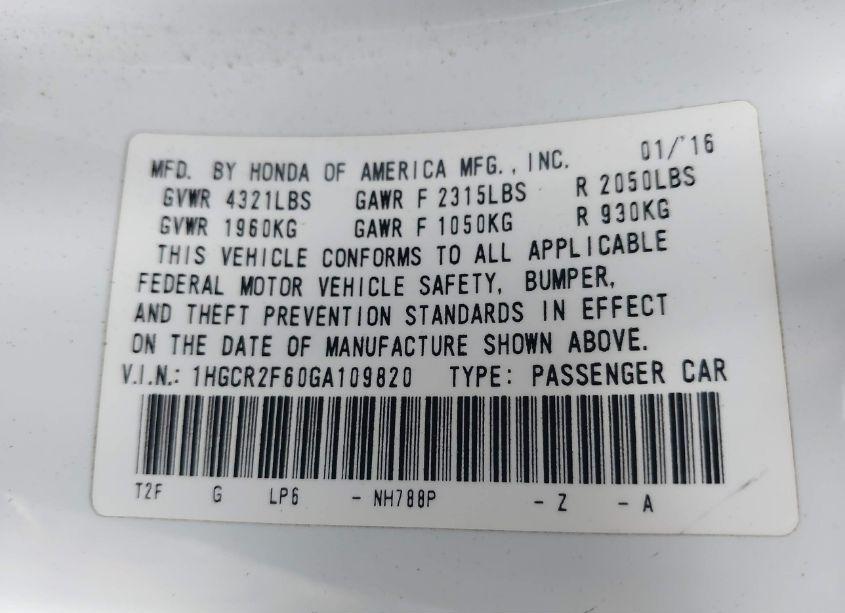 MFD. BY HONDA OF AMERICA MFG., INC. 01/'16
GVWR 4321LBS GAWR F 2315LBS R 2050LBS
GVWR 1960KG GAWR F 1050KG R 930KG
THIS VEHICLE CONFORMS TO ALL APPLICABLE
FEDERAL MOTOR VEHICLE SAFETY, BUMPER,
AND THEFT PREVENTION STANDARDS IN EFFECT
ON THE DATE OF MANUFACTURE SHOWN ABOVE.
V.I.N.: 1HGCR2F60GA109820 TYPE: PASSENGER CAR
T2F G LP6 - NH788P - Z - A